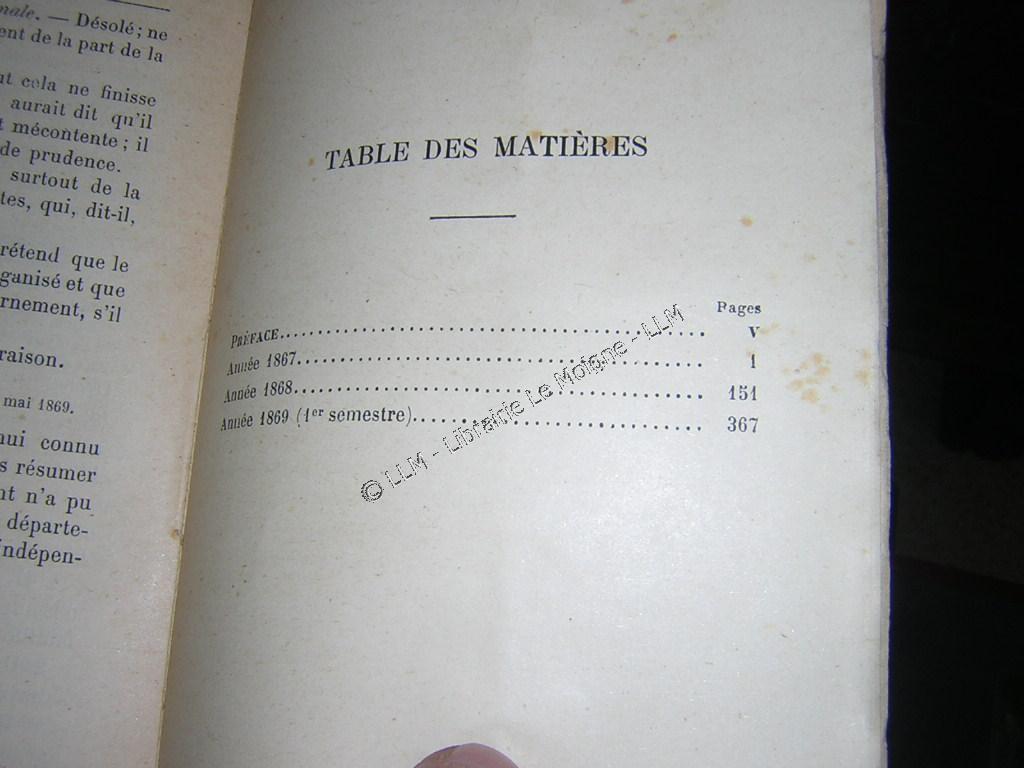 nale. — Désolé; ne
ent de la part de la
cela ne finisse
aurait dit qu'il
mécontente; il
de prudence.
surtout de la
tes, qui, dit-il,
rétend que le
ganisé et que
rnement, s'il
raison.
mai 1869.
hui connu
s résumer
nt n'a pu
départe-
indépen-
TABLE DES MATIÈRES
Pages
PRÉFACE.......... V
Année 1867.......... 1
Année 1868.......... 151
Année 1869 (1er semestre).......... 367
© LLM - Librairie Le Moigne - LLM